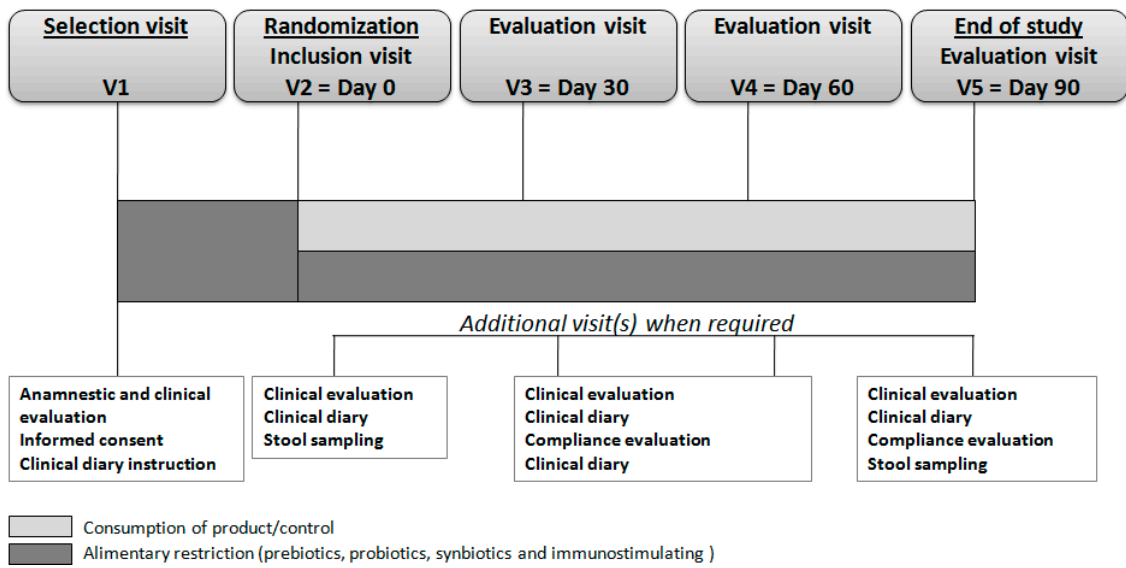 Selection visit
V1
Randomization
Inclusion visit
V2 = Day 0
Evaluation visit
V3 = Day 30
Evaluation visit
V4 = Day 60
End of study
Evaluation visit
V5 = Day 90
Additional visit(s) when required
Anamnestic and clinical
evaluation
Informed consent
Clinical diary instruction
Clinical evaluation
Clinical diary
Stool sampling
Clinical evaluation
Clinical diary
Compliance evaluation
Clinical diary
Clinical evaluation
Clinical diary
Compliance evaluation
Stool sampling
Consumption of product/control
Alimentary restriction (prebiotics, probiotics, synbiotics and immunostimulating )